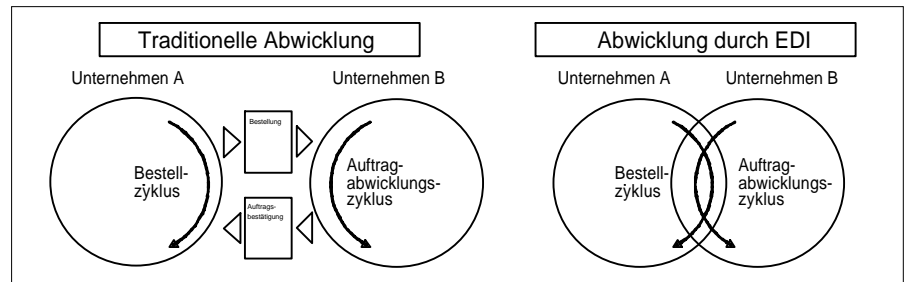 Traditionelle Abwicklung
Unternehmen A
Unternehmen B
Bestellung
Bestell-
zyklus
Auftrags-
bestätigung
Auftrag-
abwicklungs-
zyklus
Abwicklung durch EDI
Unternehmen A
Unternehmen B
Bestell-
zyklus
Auftrag-
abwicklungs-
zyklus